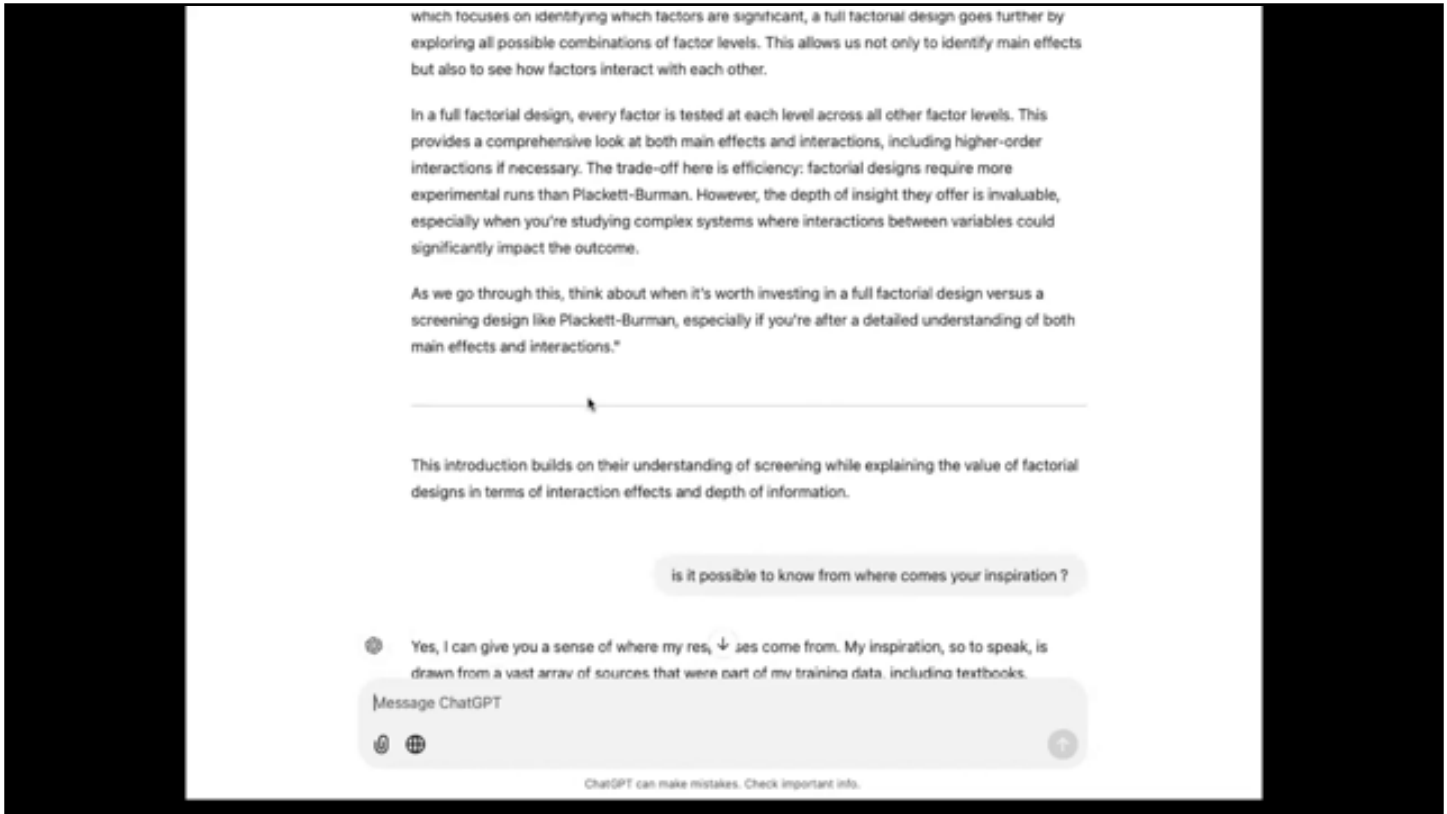 which focuses on identifying which factors are significant, a full factorial design goes further by
exploring all possible combinations of factor levels. This allows us not only to identify main effects
but also to see how factors interact with each other.
In a full factorial design, every factor is tested at each level across all other factor levels. This
provides a comprehensive look at both main effects and interactions, including higher-order
interactions if necessary. The trade-off here is efficiency: factorial designs require more
experimental runs than Plackett-Burman. However, the depth of insight they offer is invaluable,
especially when you're studying complex systems where interactions between variables could
significantly impact the outcome.
As we go through this, think about when it's worth investing in a full factorial design versus a
screening design like Plackett-Burman, especially if you're after a detailed understanding of both
main effects and interactions."
This introduction builds on their understanding of screening while explaining the value of factorial
designs in terms of interaction effects and depth of information.
is it possible to know from where comes your inspiration ?
Yes, I can give you a sense of where my come from. My inspiration, so to speak, is
drawn from a vast array of sources that were part of my training data, including textbooks,
Message ChatGPT
ChatGPT can make mistakes. Check important info.